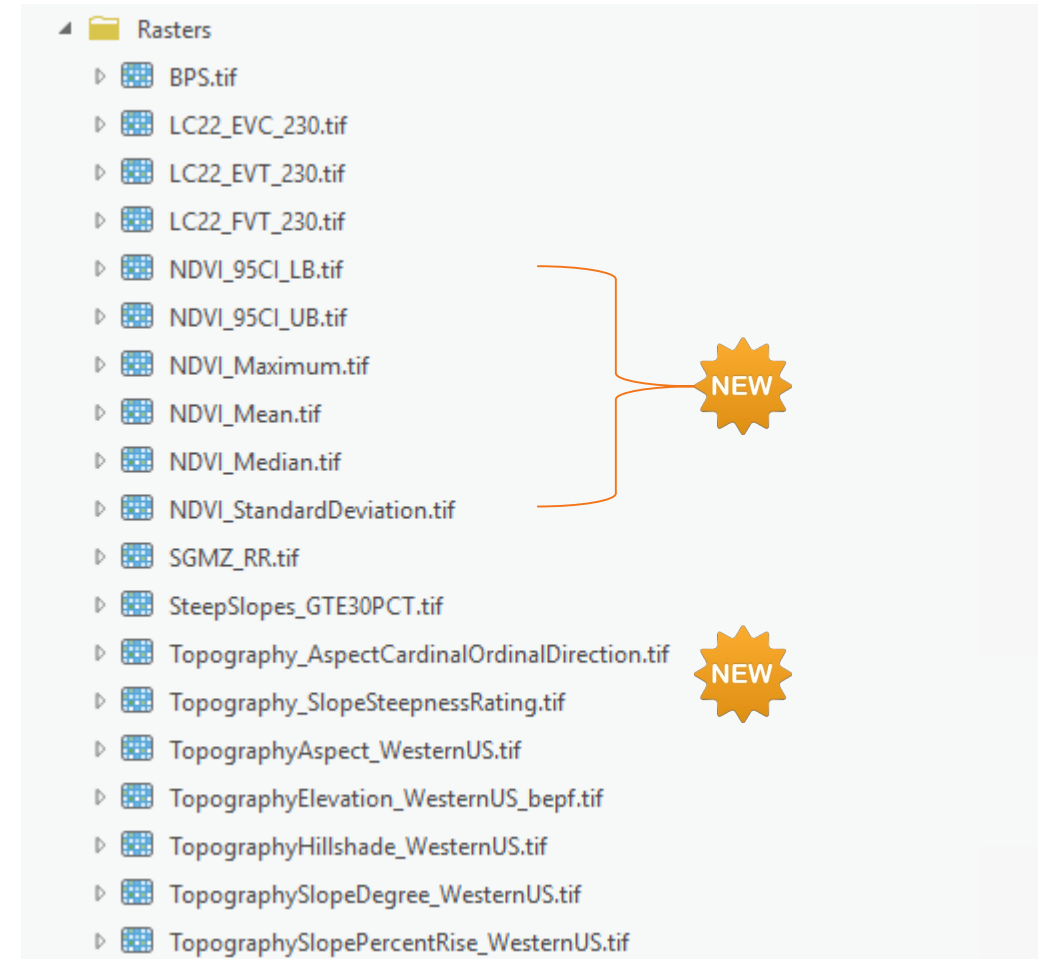 Rasters
BPS.tif
LC22_EVC_230.tif
LC22_EVT_230.tif
LC22_FVT_230.tif
NDVI_95CI_LB.tif
NDVI_95CI_UB.tif
NDVI_Maximum.tif
NEW
NDVI_Mean.tif
NDVI_Median.tif
NDVI_StandardDeviation.tif
SGMZ_RR.tif
SteepSlopes_GTE30PCT.tif
Topography_AspectCardinalOrdinalDirection.tif
NEW
Topography_SlopeSteepnessRating.tif
TopographyAspect_WesternUS.tif
TopographyElevation_WesternUS_bepf.tif
TopographyHillshade_WesternUS.tif
TopographySlopeDegree_WesternUS.tif
TopographySlopePercentRise_WesternUS.tif